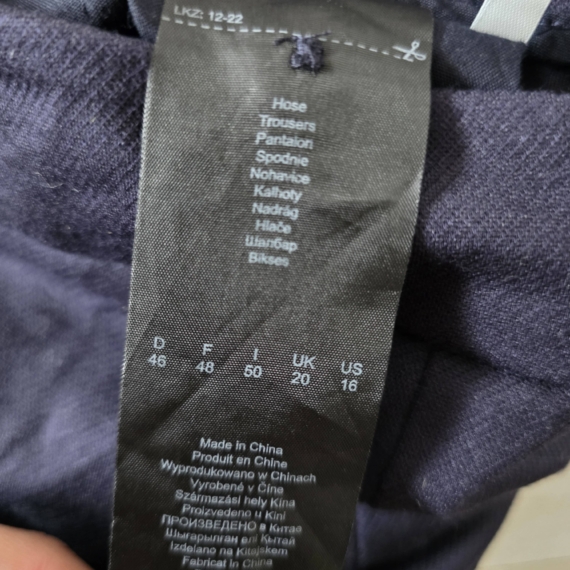 LKZ: 12-22
Hose
Trousers
Pantalon
Spodnie
Nohavice
Kalhoty
Nadrág
Hlače
Шалбар
Bikses
D F I UK US
46 48 50 20 16
Made in China
Produit en Chine
Wyprodukowano w Chinach
Vyrobené v Číne
Származási hely Kína
Proizvedeno u Kini
ПРОИЗВЕДЕНО в Китае
Шығарылған елі Қытай
Izdelano na Kitajskem
Fabricat în China